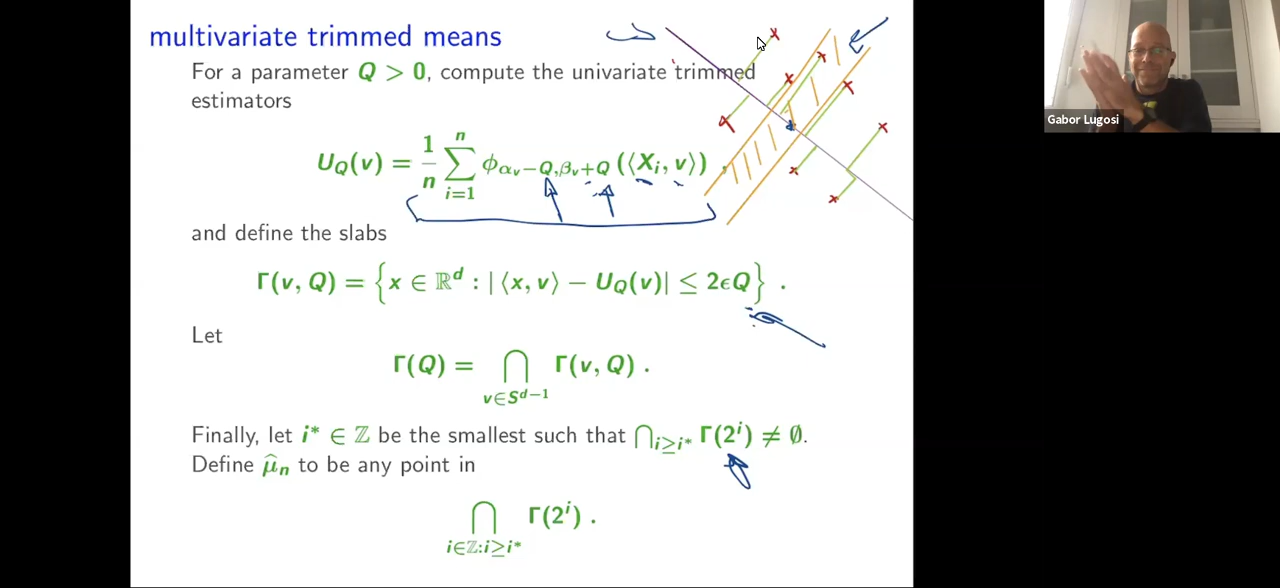 multivariate trimmed means
For a parameter Q > 0, compute the univariate trimmed
estimators
U_Q(v) = 1/n ∑_{i=1}^{n} ϕ_{α_v−Q,β_v+Q} (⟨X_i, v⟩) ,
and define the slabs
Γ(v, Q) = { x ∈ ℝ^d : | ⟨x, v⟩ − U_Q(v)| ≤ 2ϵQ } .
Let
Γ(Q) = ⋂_{v∈S^{d−1}} Γ(v, Q) .
Finally, let i* ∈ ℤ be the smallest such that ⋂_{i≥i*} Γ(2^i) ≠ ∅.
Define μ̂_n to be any point in
⋂_{i∈ℤ:i≥i*} Γ(2^i) .
Gabor Lugosi